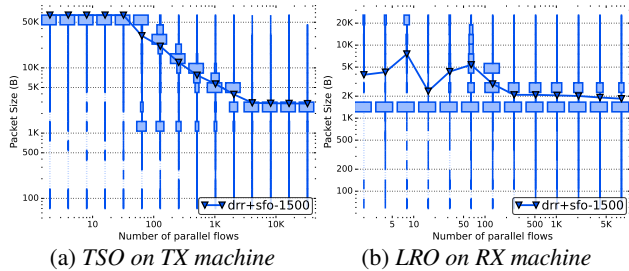 50K
10K
5K
1K
500
100
Packet Size (B)
10
100
1K
10K
Number of parallel flows
drr+sfo-1500
(a) TSO on TX machine
20K
10K
5K
2K
1K
500
200
100
Packet Size (B)
5
10
50
100
500
1K
5K
Number of parallel flows
drr+sfo-1500
(b) LRO on RX machine